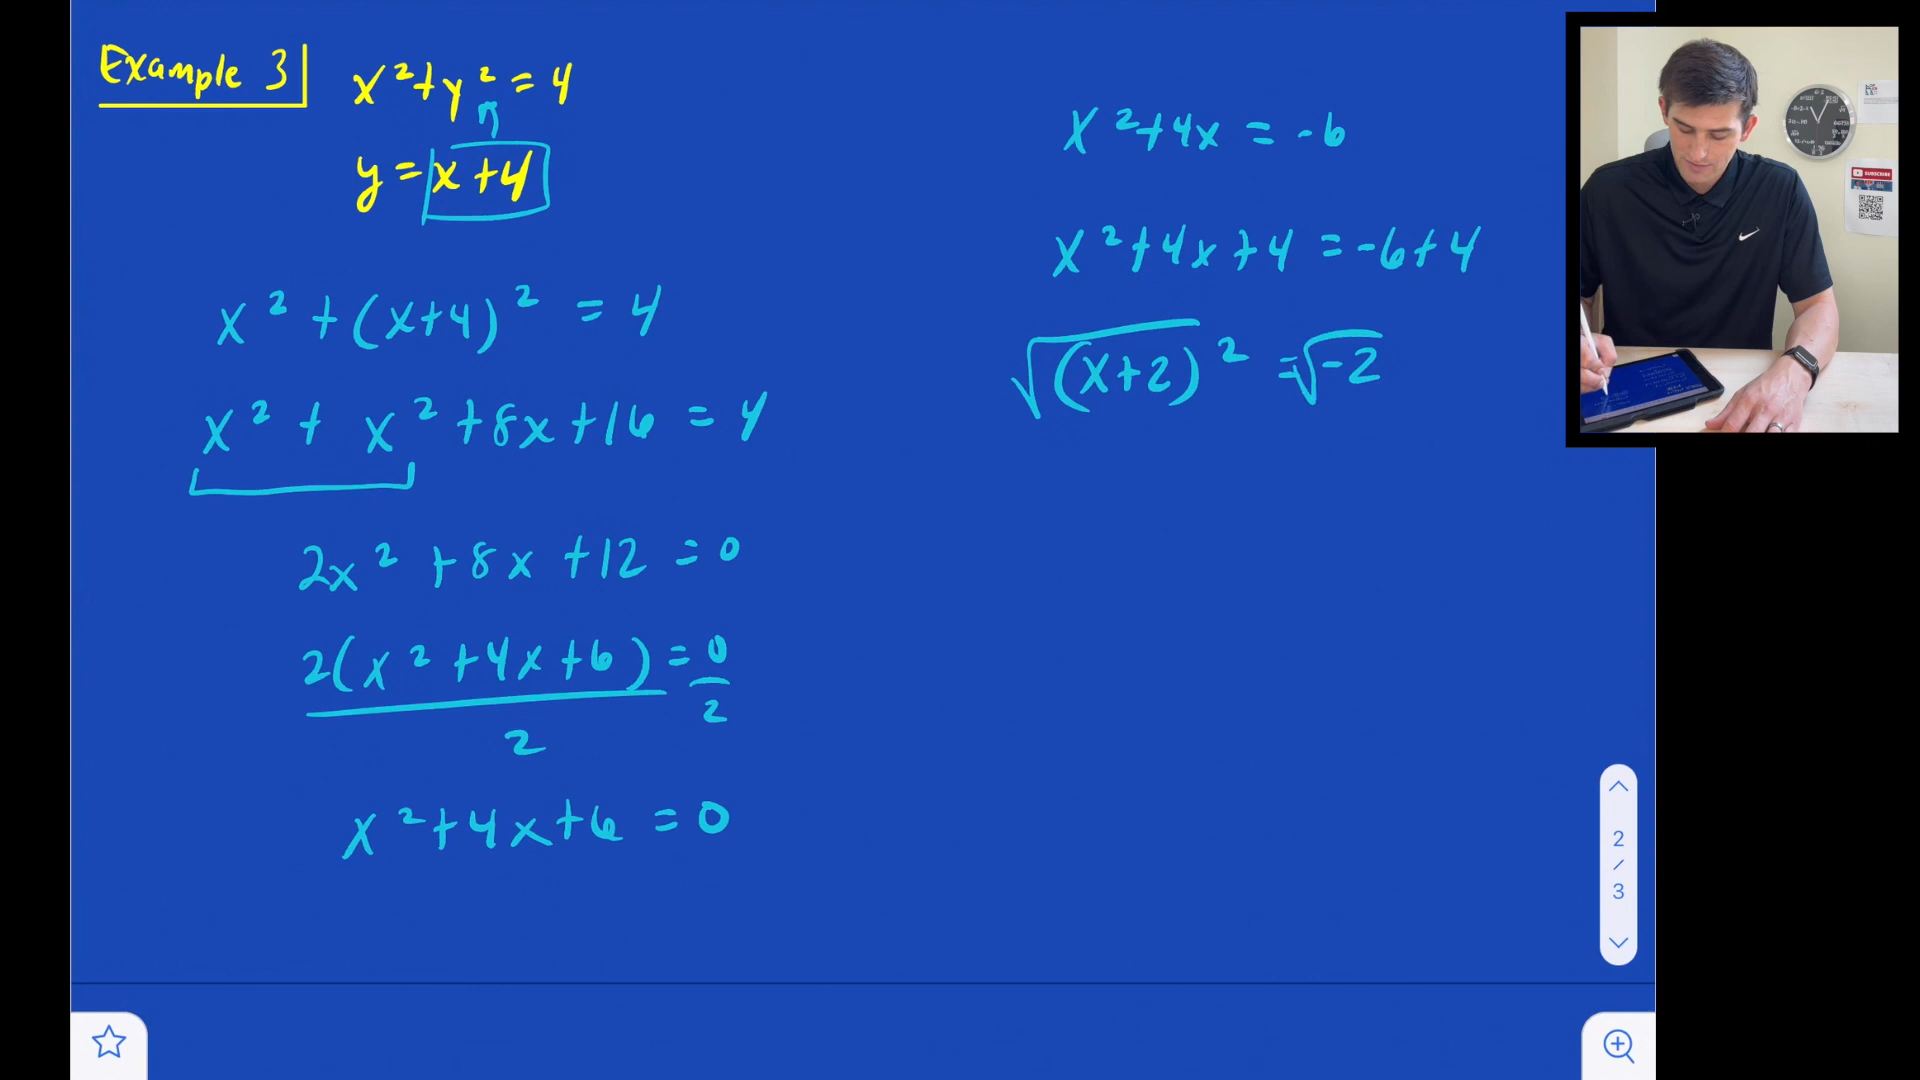 Example 3
x²+y²=4
y=x+4
x²+(x+4)²=4
x²+x²+8x+16=4
2x²+8x+12=0
2(x²+4x+6)=0
2
2
x²+4x+6=0
x²+4x=-6
x²+4x+4=-6+4
√(x+2)²=√-2
SUBSCRIBE
2
/
3